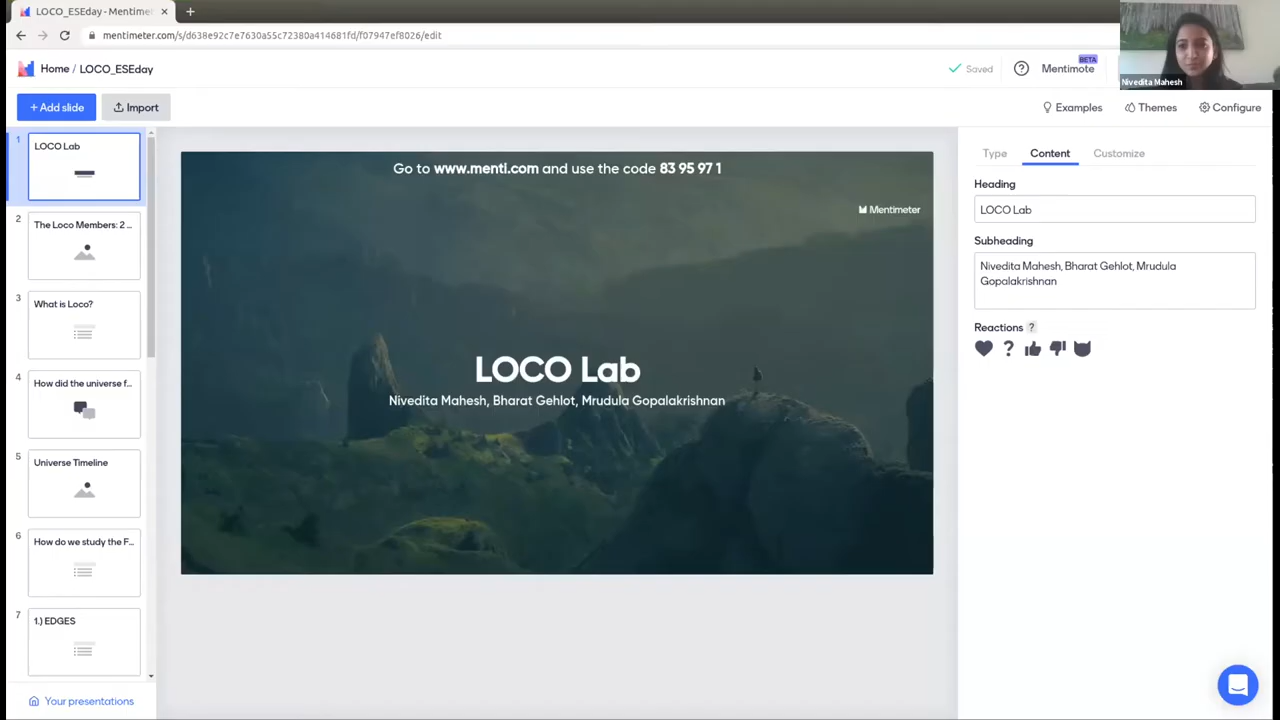 LOCO_ESEday - Mentimet
mentimeter.com/s/d638e92c7e7630a55c72380a414681fd/f07947ef8026/edit
Home / LOCO_ESEday
Saved
Mentimote
BETA
Nivedita Mahesh
+ Add slide
Import
Examples
Themes
Configure
1
LOCO Lab
2
The Loco Members: 2 ...
3
What is Loco?
4
How did the universe f...
5
Universe Timeline
6
How do we study the F...
7
1.) EDGES
Your presentations
Go to www.menti.com and use the code 83 95 97 1
Mentimeter
LOCO Lab
Nivedita Mahesh, Bharat Gehlot, Mrudula Gopalakrishnan
Type
Content
Customize
Heading
LOCO Lab
Subheading
Nivedita Mahesh, Bharat Gehlot, Mrudula
Gopalakrishnan
Reactions ?